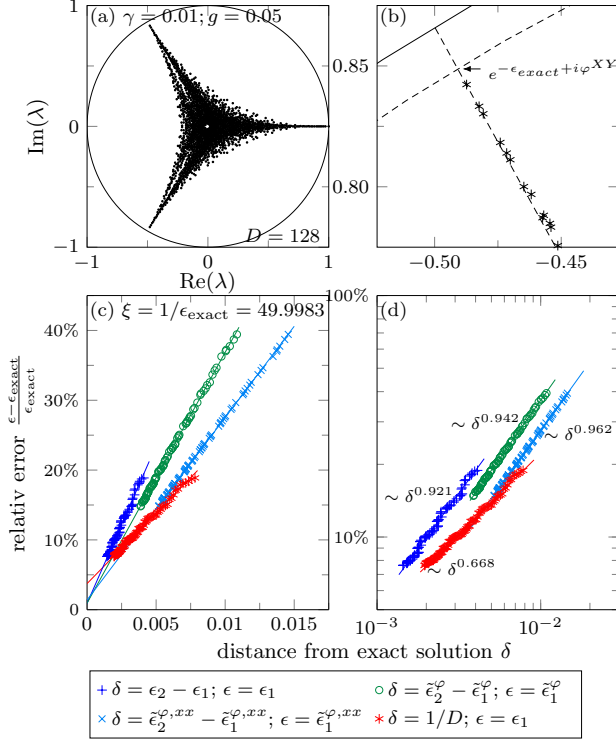 (a) γ = 0.01; g = 0.05
1
0
−1
Im(λ)
−1
0
1
Re(λ)
D = 128
(b)
0.85
0.80
e^{−ϵ_{exact}+iφ^{XY}}
−0.50
−0.45
(c) ξ = 1/ϵ_exact = 49.9983
40%
30%
20%
10%
0
relativ error (ϵ−ϵ_exact)/ϵ_exact
0
0.005
0.01
0.015
(d)
100%
10%
∼ δ^{0.942}
∼ δ^{0.962}
∼ δ^{0.921}
∼ δ^{0.668}
10^{−3}
10^{−2}
distance from exact solution δ
δ = ϵ_2 − ϵ_1; ϵ = ϵ_1
δ = ϵ̃_2^φ − ϵ̃_1^φ; ϵ = ϵ̃_1^φ
δ = ϵ̃_2^{φ,xx} − ϵ̃_1^{φ,xx}; ϵ = ϵ̃_1^{φ,xx}
δ = 1/D; ϵ = ϵ_1